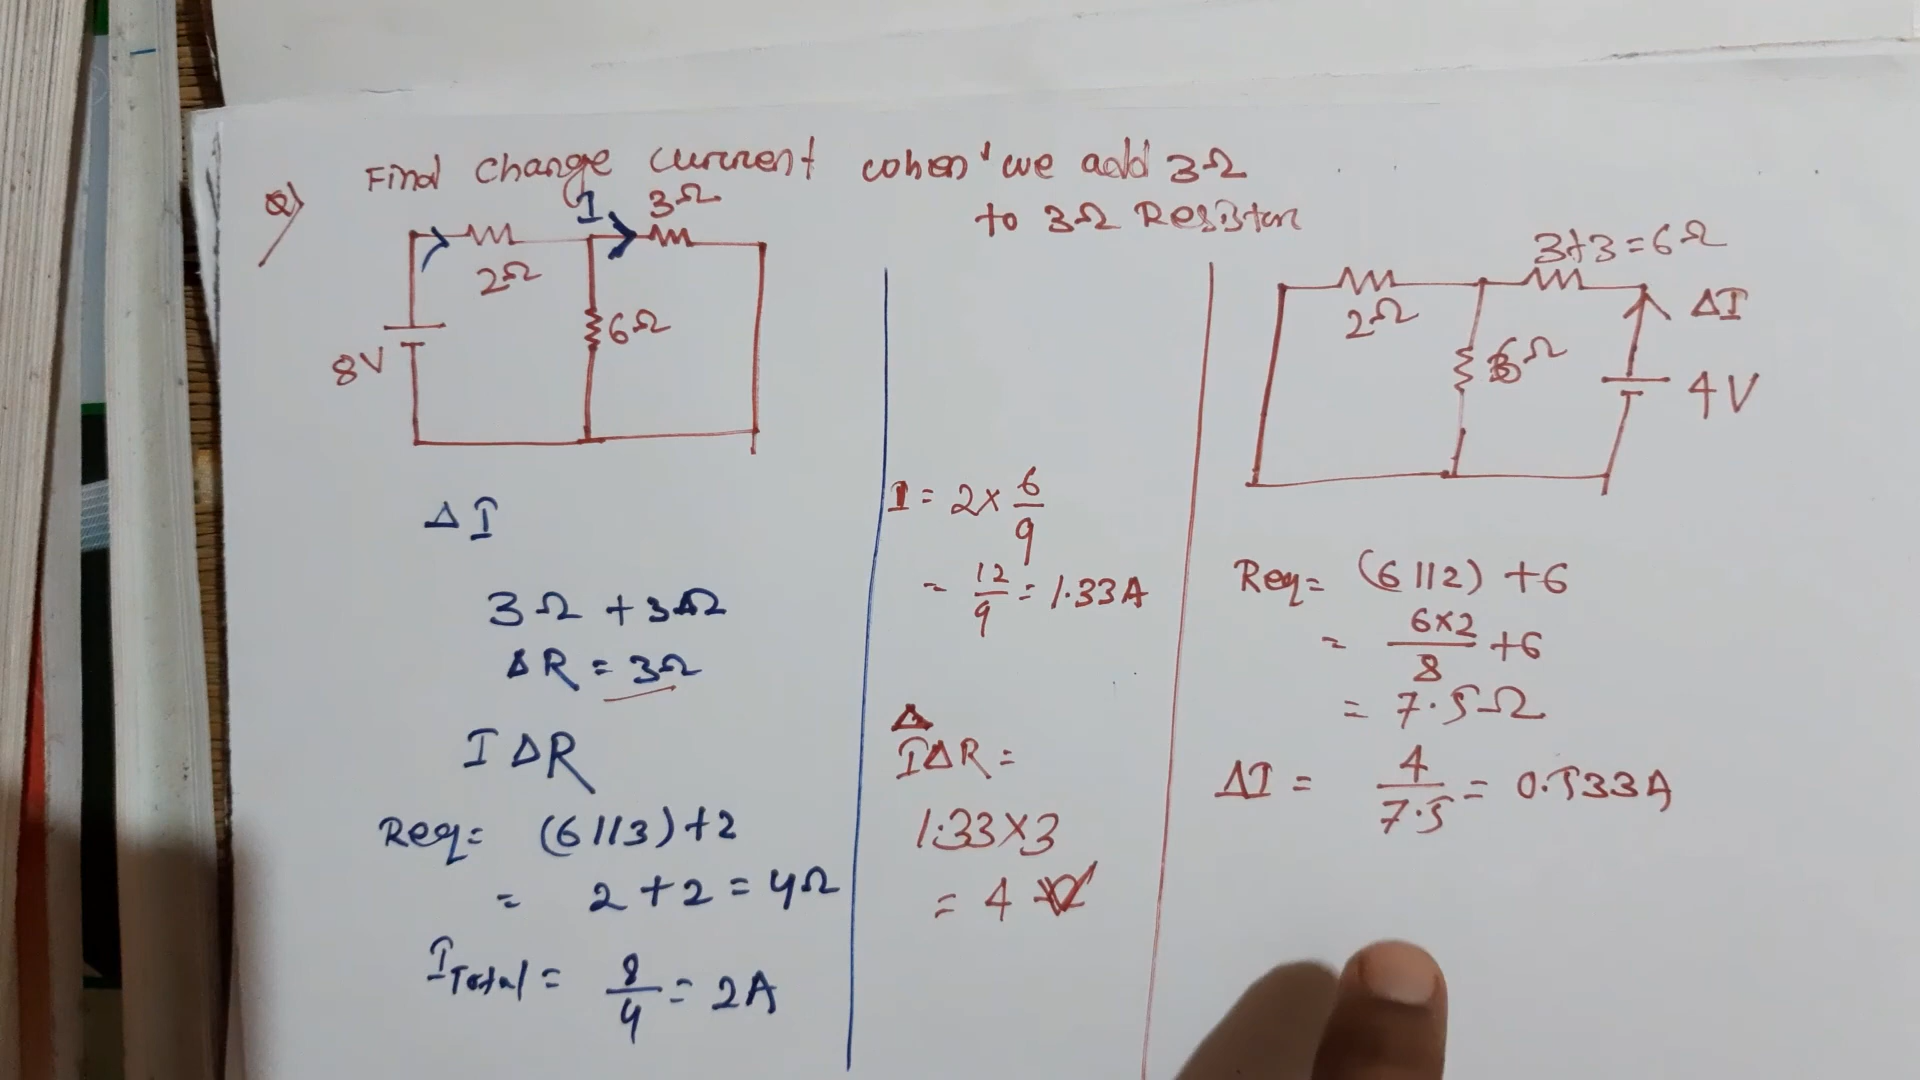 Q) Find change current when we add 3Ω
to 3Ω Resistor
I
3Ω
2Ω
6Ω
8V
ΔI
3Ω + 3Ω
ΔR = 3Ω
IΔR
Req = (6||3)+2
= 2+2 = 4Ω
ITotal = 8/4 = 2A
I = 2× 6/9
= 12/9 = 1.33A
Δ
IΔR =
1.33×3
= 4 V
3+3=6Ω
2Ω
6Ω
ΔI
4V
Req = (6||2) +6
= 6×2/8 +6
= 7.5Ω
ΔI = 4/7.5 = 0.533A